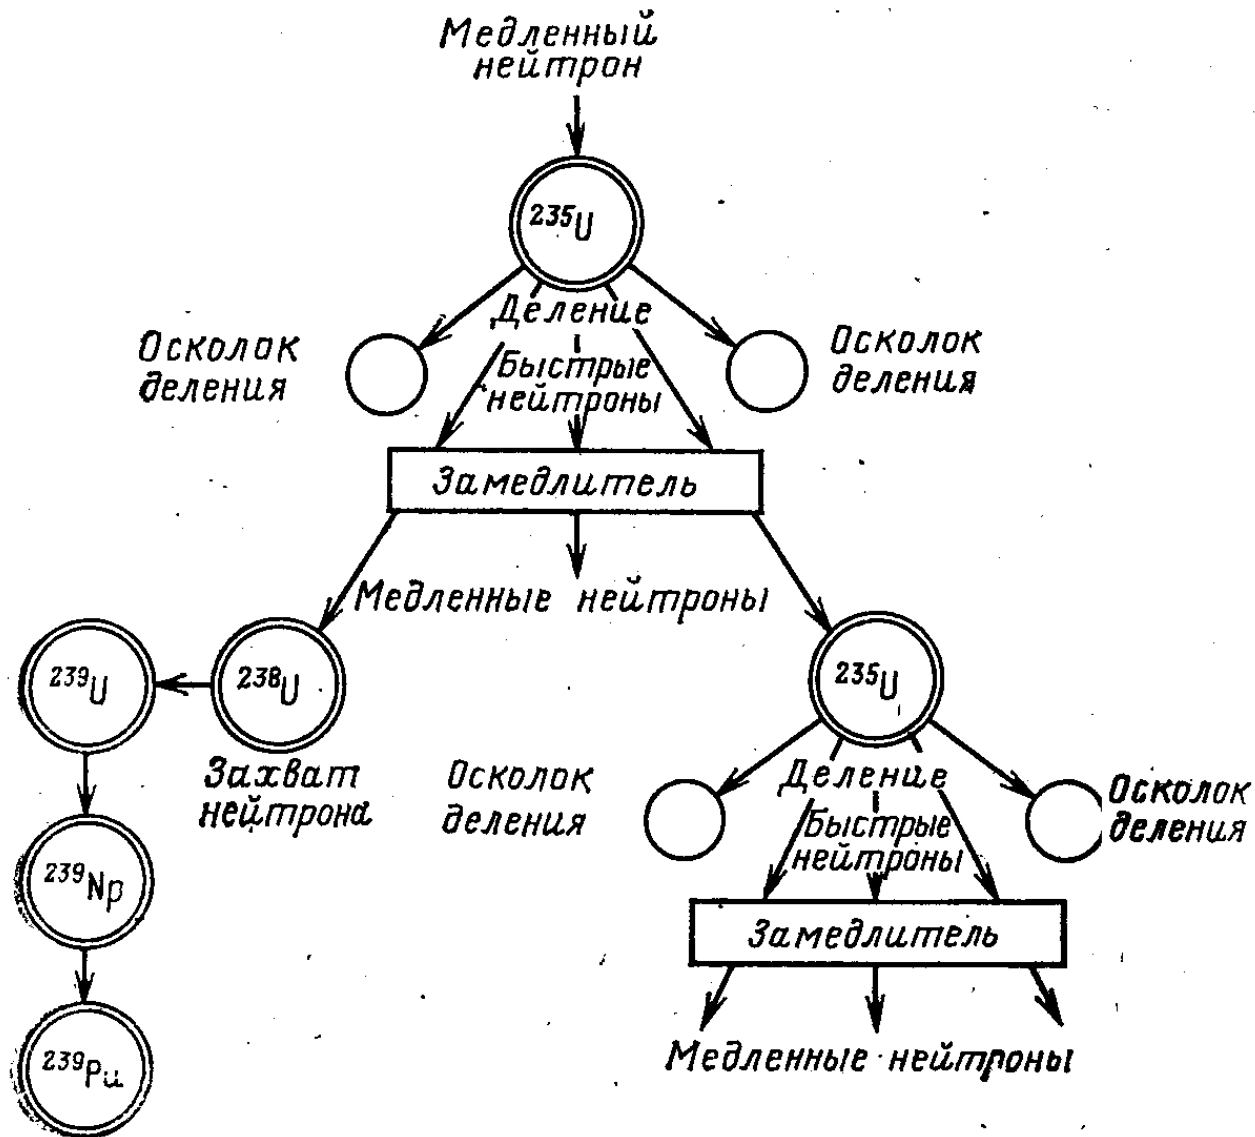 Медленный
нейтрон
²³⁵U
Деление
Осколок
деления
Быстрые
нейтроны
Осколок
деления
Замедлитель
Медленные нейтроны
²³⁹U
²³⁸U
²³⁵U
Захват
нейтрона
Осколок
деления
Деление
Быстрые
нейтроны
Осколок
деления
²³⁹Np
Замедлитель
²³⁹Pu
Медленные нейтроны